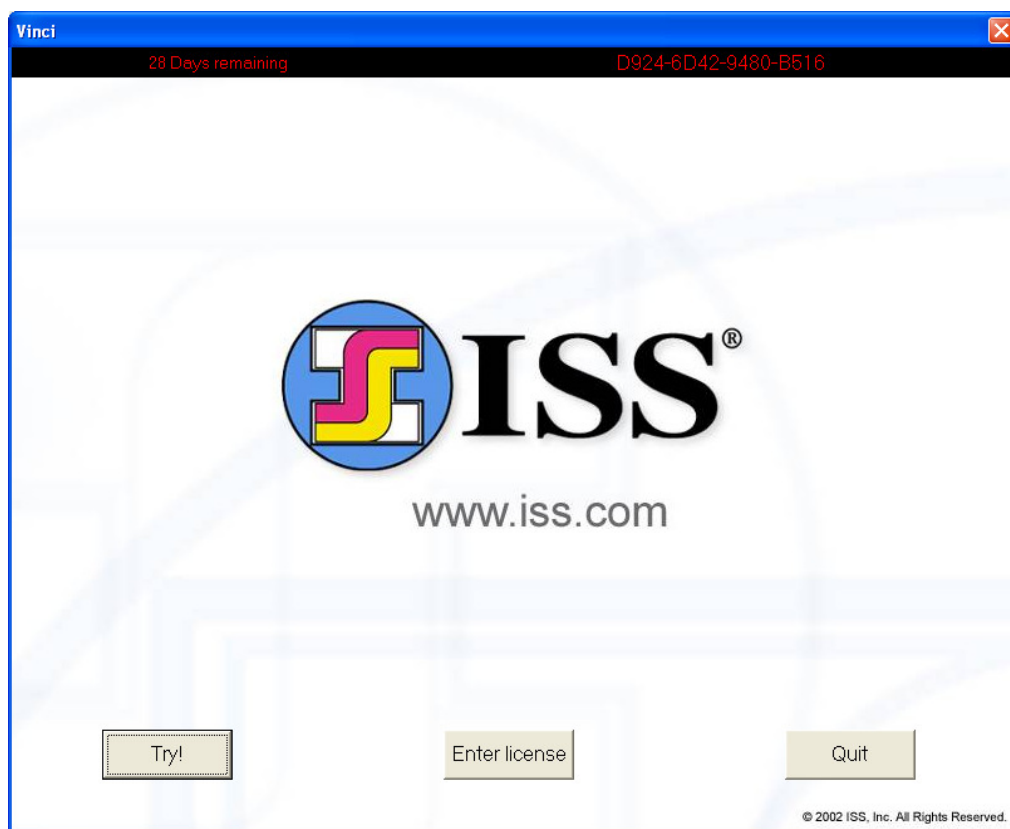 Vinci
28 Days remaining
D924-6D42-9480-B516
ISS®
www.iss.com
Try!
Enter license
Quit
© 2002 ISS, Inc. All Rights Reserved.